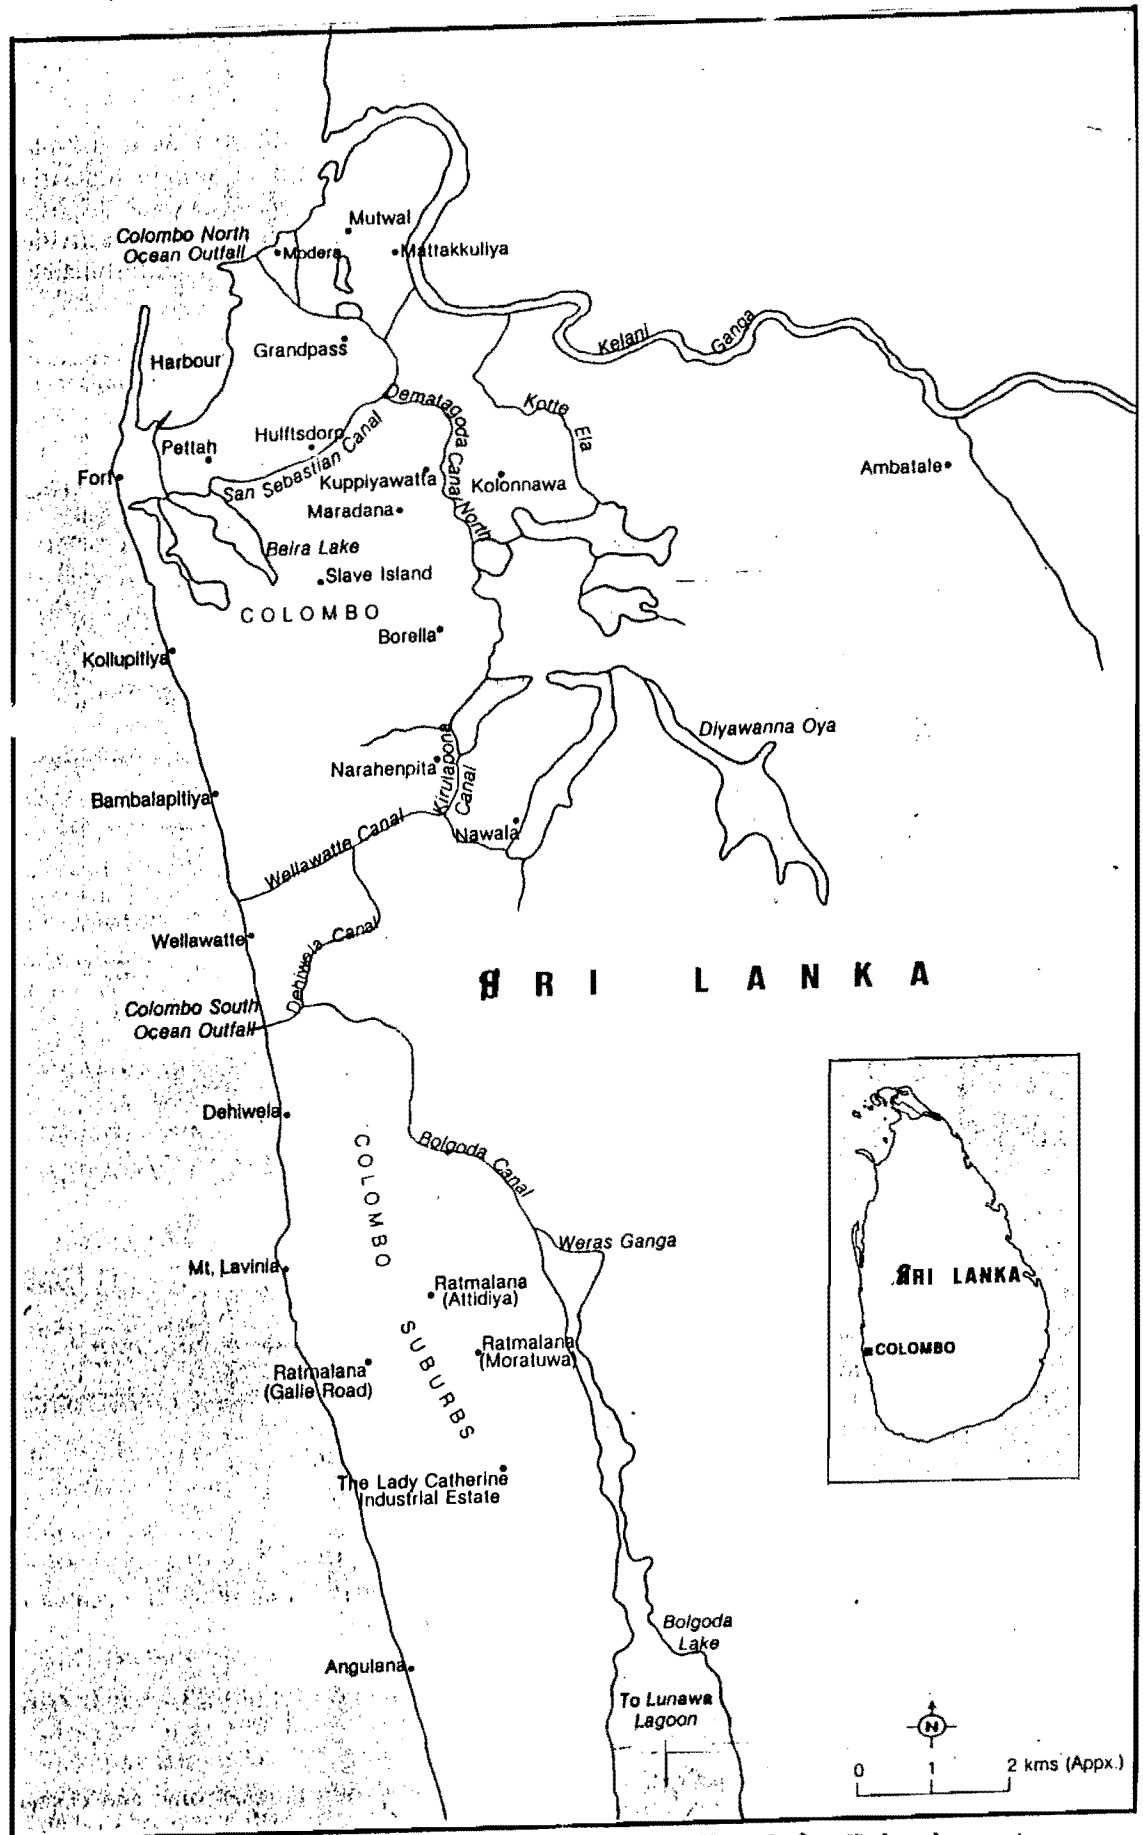 Mutwal
Colombo North
Ocean Outfall
Modera
Mattakkuliya
Harbour
Grandpass
Kelani Ganga
Dematagoda Canal North
Kotte Ela
Pettah
Hulftsdorp
San Sebastian Canal
Fort
Kuppiyawatta
Kolonnawa
Ambatale
Maradana
Beira Lake
Slave Island
COLOMBO
Borella
Kollupitiya
Diyawanna Oya
Narahenpita
Kirulapona
Canal
Bambalapitiya
Wellawatte Canal
Nawala
Wellawatte
Dehiwela Canal
SRI LANKA
Colombo South
Ocean Outfall
Dehiwela
COLOMBO
SUBURBS
Bolgoda Canal
Weras Ganga
Mt. Lavinia
Ratmalana
(Attidiya)
Ratmalana
(Moratuwa)
Ratmalana
(Galle Road)
The Lady Catherine
Industrial Estate
SRI LANKA
COLOMBO
Bolgoda
Lake
Angulana
To Lunawa
Lagoon
N
0 1 2 kms (Appx.)